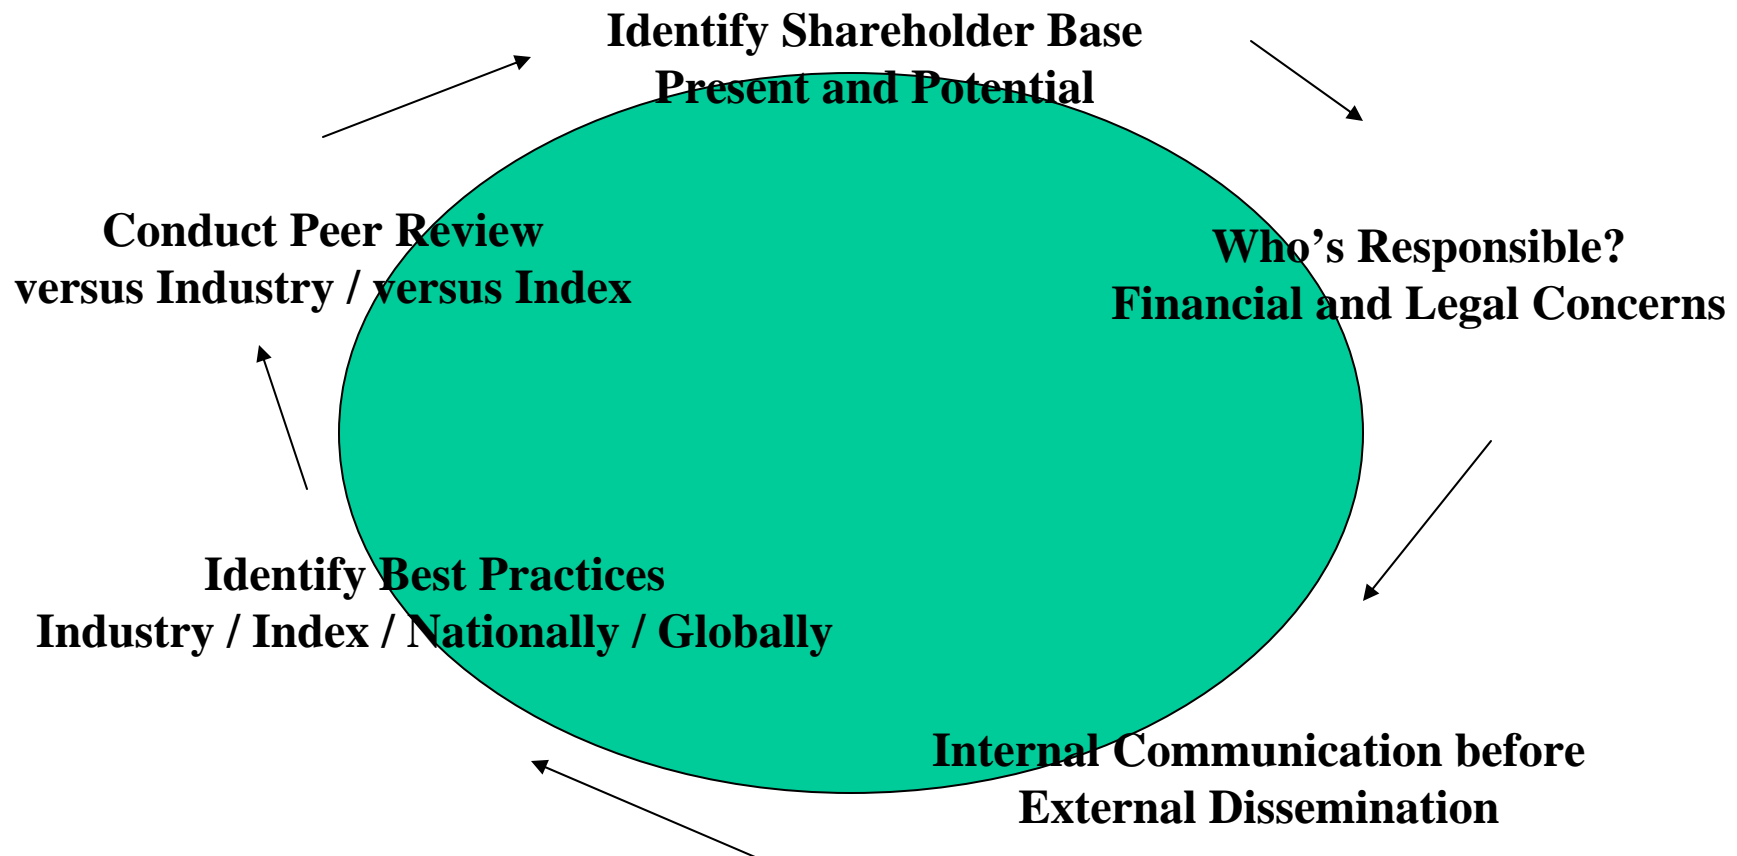 Identify Shareholder Base
Present and Potential
Conduct Peer Review
versus Industry / versus Index
Who’s Responsible?
Financial and Legal Concerns
Identify Best Practices
Industry / Index / Nationally / Globally
Internal Communication before
External Dissemination